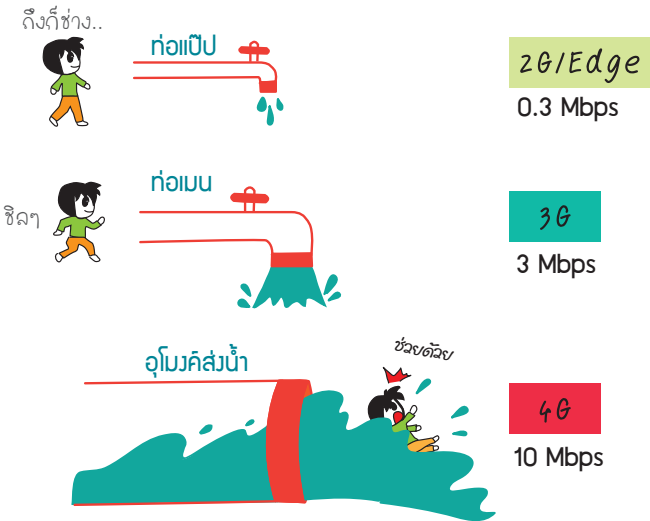 ถึงก็ช่าง..
ท่อแป๊ป
2G/Edge
0.3 Mbps
ท่อเมน
ชิลๆ
3G
3 Mbps
ช่วยด้วย
อุโมงค์ส่งน้ำ
4G
10 Mbps